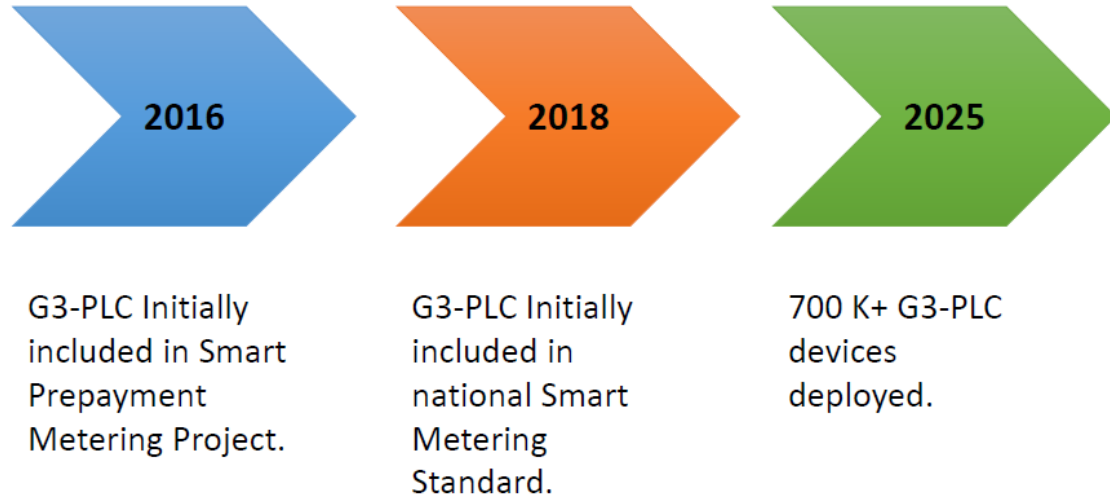 2016
G3-PLC Initially
included in Smart
Prepayment
Metering Project.
2018
G3-PLC Initially
included in
national Smart
Metering
Standard.
2025
700 K+ G3-PLC
devices
deployed.